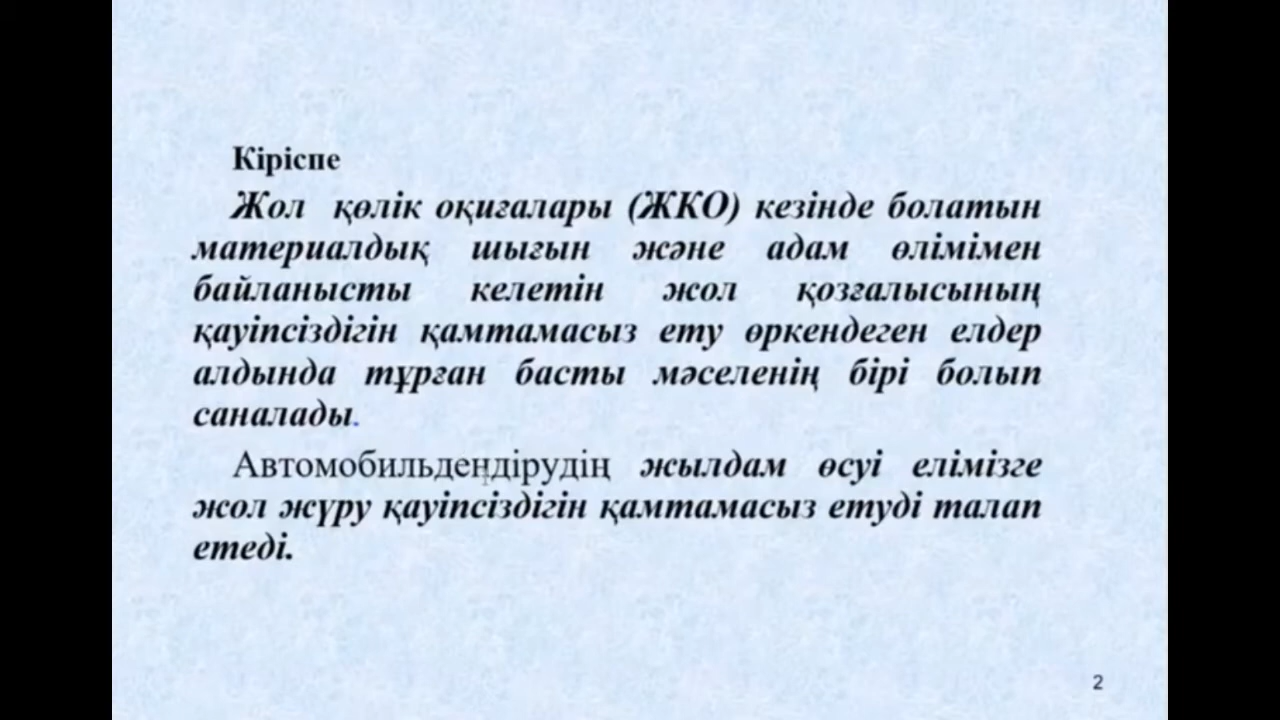 Кіріспе
Жол қөлік оқиғалары (ЖКО) кезінде болатын
материалдық шығын және адам өлімімен
байланысты келетін жол қозғалысының
қауіпсіздігін қамтамасыз ету өркендеген елдер
алдында тұрған басты мәселенің бірі болып
саналады.
Автомобильдендірудің жылдам өсуі елімізге
жол жүру қауіпсіздігін қамтамасыз етуді талап
етеді.
2